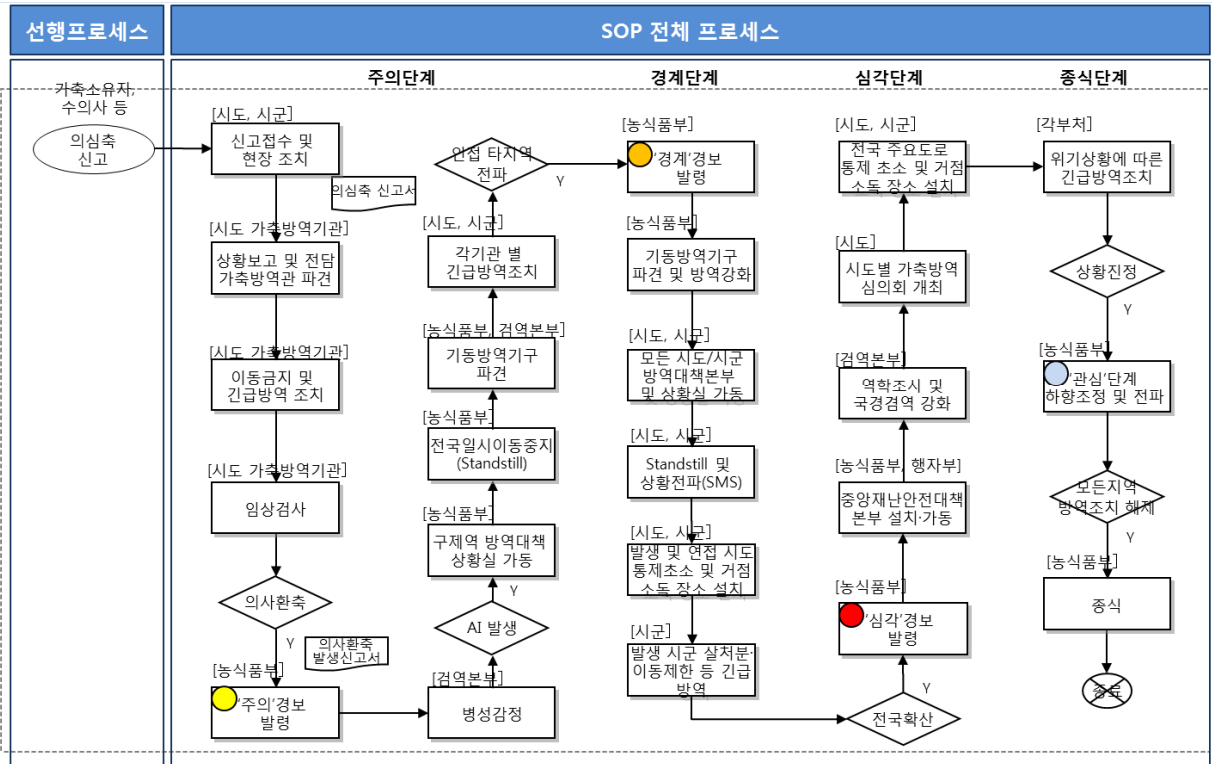 선행프로세스
SOP 전체 프로세스
가축소유자,
수의사 등
의심축
신고
주의단계
[시도, 시군]
신고접수 및
현장 조치
의심축 신고서
[시도 가축방역기관]
상황보고 및 전담
가축방역관 파견
[시도 가축방역기관]
이동금지 및
긴급방역 조치
[시도 가축방역기관]
임상검사
의사환축
Y
의사환축
발생신고서
[농식품부]
'주의'경보
발령
[검역본부]
병성감정
AI 발생
Y
[농식품부]
구제역 방역대책
상황실 가동
[농식품부]
전국일시이동중지
(Standstill)
[농식품부, 검역본부]
기동방역기구
파견
[시도, 시군]
각기관 별
긴급방역조치
인접 타지역
전파
Y
경계단계
[농식품부]
'경계'경보
발령
[농식품부]
기동방역기구
파견 및 방역강화
[시도, 시군]
모든 시도/시군
방역대책본부
및 상황실 가동
[시도, 시군]
Standstill 및
상황전파(SMS)
[시도, 시군]
발생 및 연접 시도
통제초소 및 거점
소독 장소 설치
[시군]
발생 시군 살처분·
이동제한 등 긴급
방역
심각단계
전국확산
Y
[농식품부]
'심각'경보
발령
[농식품부, 행자부]
중앙재난안전대책
본부 설치·가동
[검역본부]
역학조사 및
국경검역 강화
[시도]
시도별 가축방역
심의회 개최
[시도, 시군]
전국 주요도로
통제 초소 및 거점
소독 장소 설치
종식단계
[각부처]
위기상황에 따른
긴급방역조치
상황진정
Y
[농식품부]
'관심'단계
하향조정 및 전파
모든지역
방역조치 해제
Y
[농식품부]
종식
종료